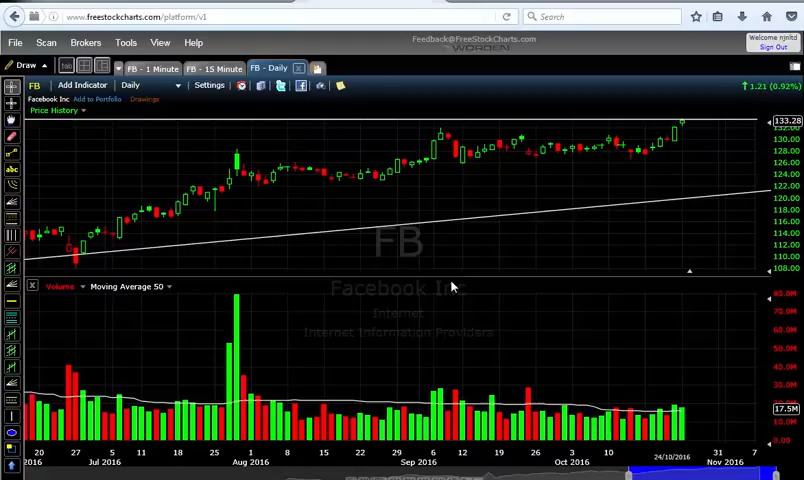 www.freestockcharts.com/platform/v1
Search
File Scan Brokers Tools View Help
Feedback@FreeStockCharts.com
WORDEN
Welcome njnltd
Sign Out
Draw tab FB - 1 Minute FB - 15 Minute FB - Daily
FB Add Indicator Daily Settings 1.21 (0.92%)
Facebook Inc Add to Portfolio Drawings
Price History
133.28
132.00
130.00
128.00
126.00
124.00
122.00
120.00
118.00
116.00
114.00
112.00
110.00
108.00
abc
FB
Facebook Inc
Internet
Internet Information Providers
Volume Moving Average 50
80.0M
70.0M
60.0M
50.0M
40.0M
30.0M
20.0M
17.5M
10.0M
0.00
20 27 5 11 18 25 1 8 15 22 29 6 12 19 26 3 10 24/10/2016 31 7
2016 Jul 2016 Aug 2016 Sep 2016 Oct 2016 Nov 2016